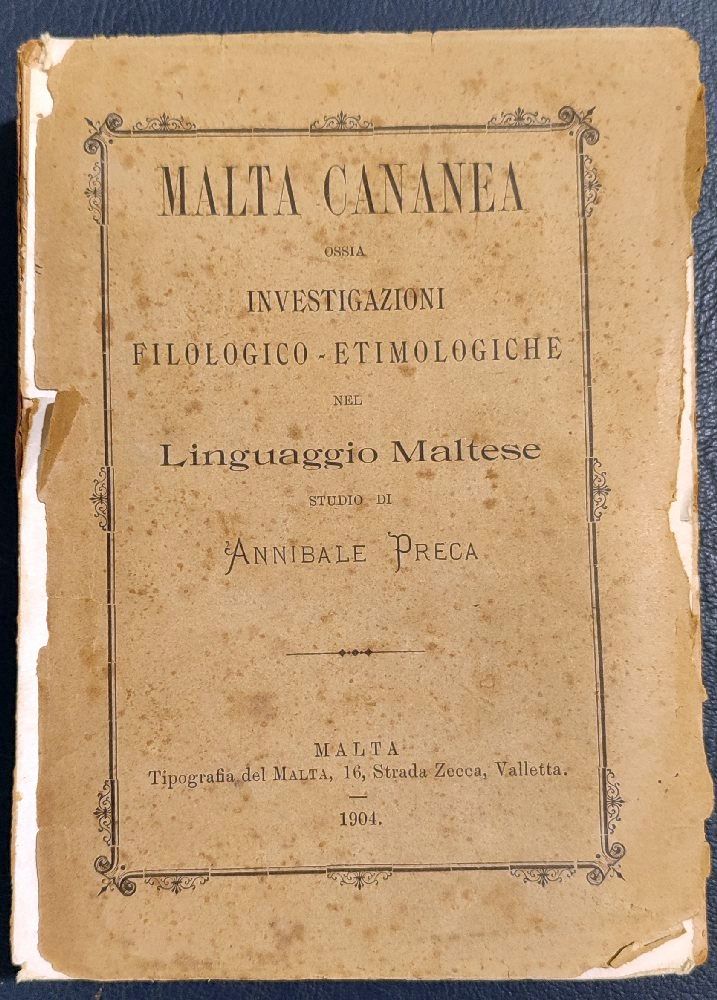 MALTA CANANEA
OSSIA
INVESTIGAZIONI
FILOLOGICO-ETIMOLOGICHE
NEL
Linguaggio Maltese
STUDIO DI
ANNIBALE PRECA
MALTA
Tipografia del MALTA, 16, Strada Zecca, Valletta.
1904.